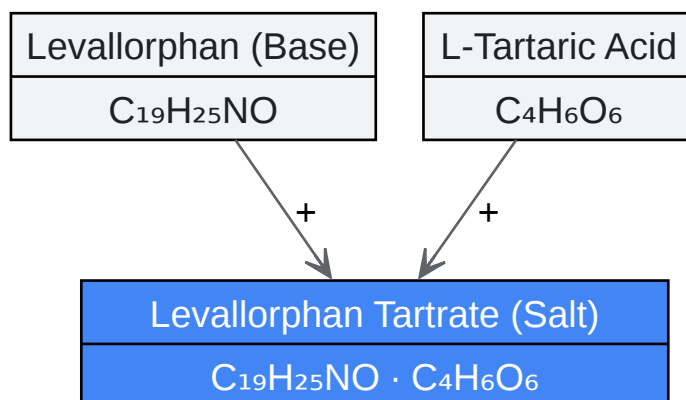 Levallorphan (Base)
C₁₉H₂₅NO
L-Tartaric Acid
C₄H₆O₆
+
+
Levallorphan Tartrate (Salt)
C₁₉H₂₅NO · C₄H₆O₆